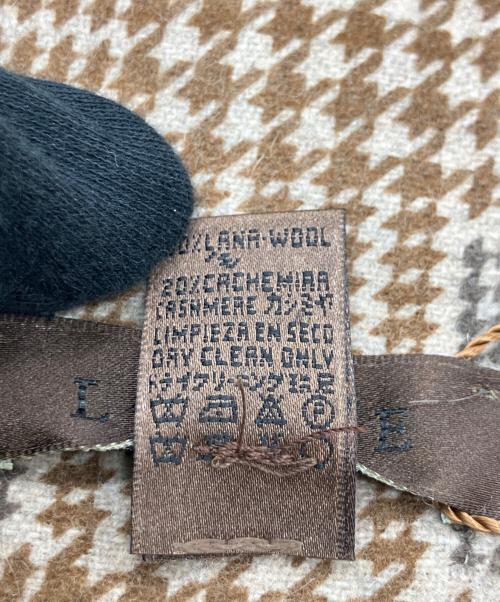 LANA·WOOL
20%CACHEMIRA
CASHMERE カシミヤ
LIMPIEZA EN SECO
DRY CLEAN ONLY
P
L
E